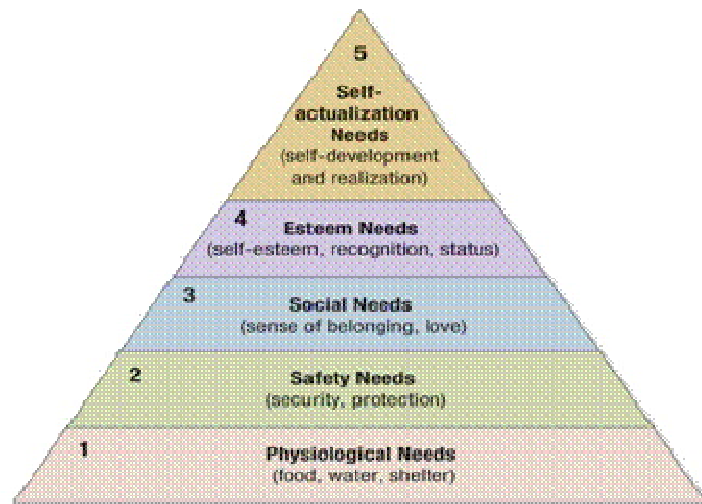 5
Self-
actualization
Needs
(self-development
and realization)
4
Esteem Needs
(self-esteem, recognition, status)
3
Social Needs
(sense of belonging, love)
2
Safety Needs
(security, protection)
1
Physiological Needs
(food, water, shelter)